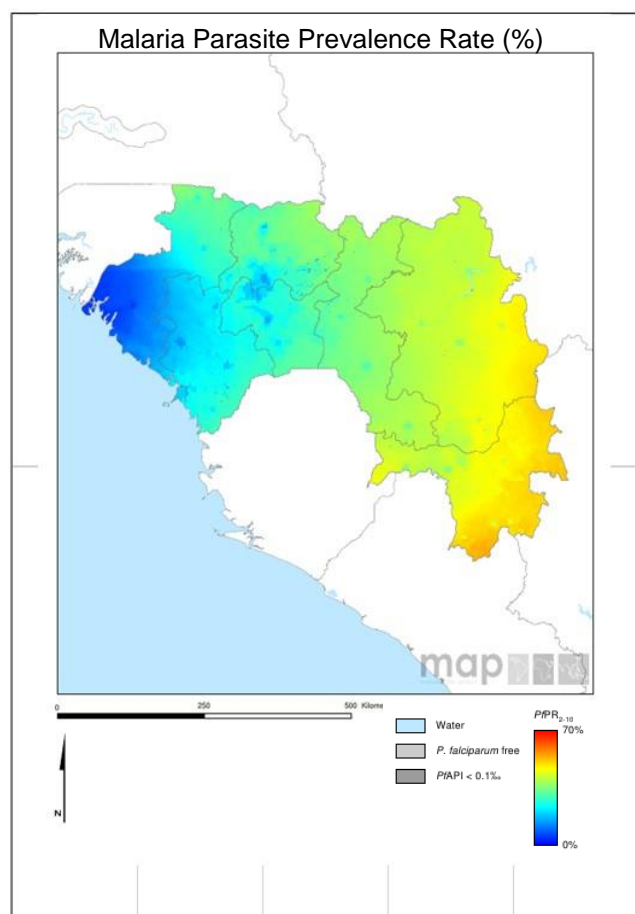 Malaria Parasite Prevalence Rate (%)
map
0 250 500 Kilome
Water
P. falciparum free
PfAPI < 0.1‰
PfPR2-10
70%
0%
N